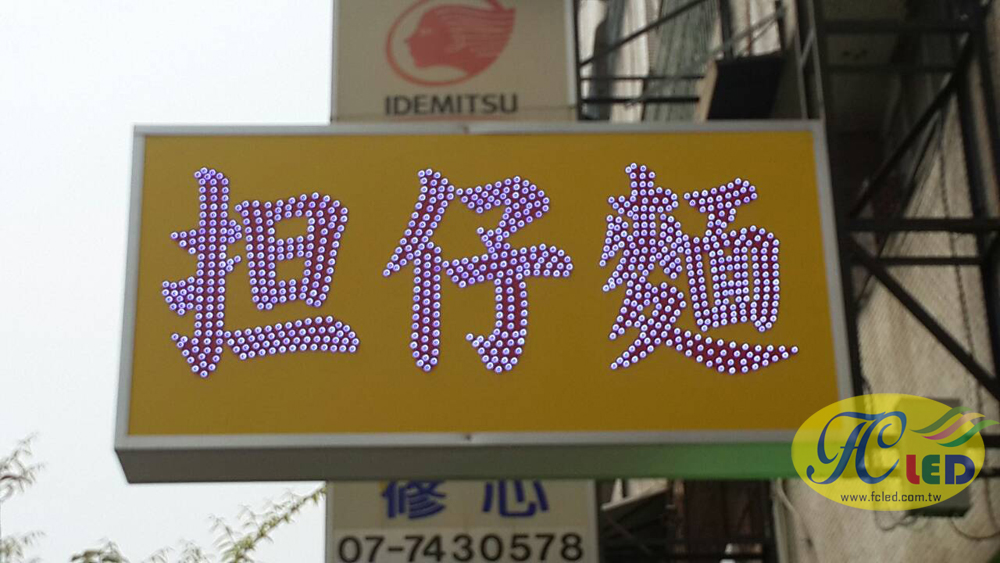 IDEMITSU
担仔麵
修心
07-7430578
FC LED
www.fcled.com.tw